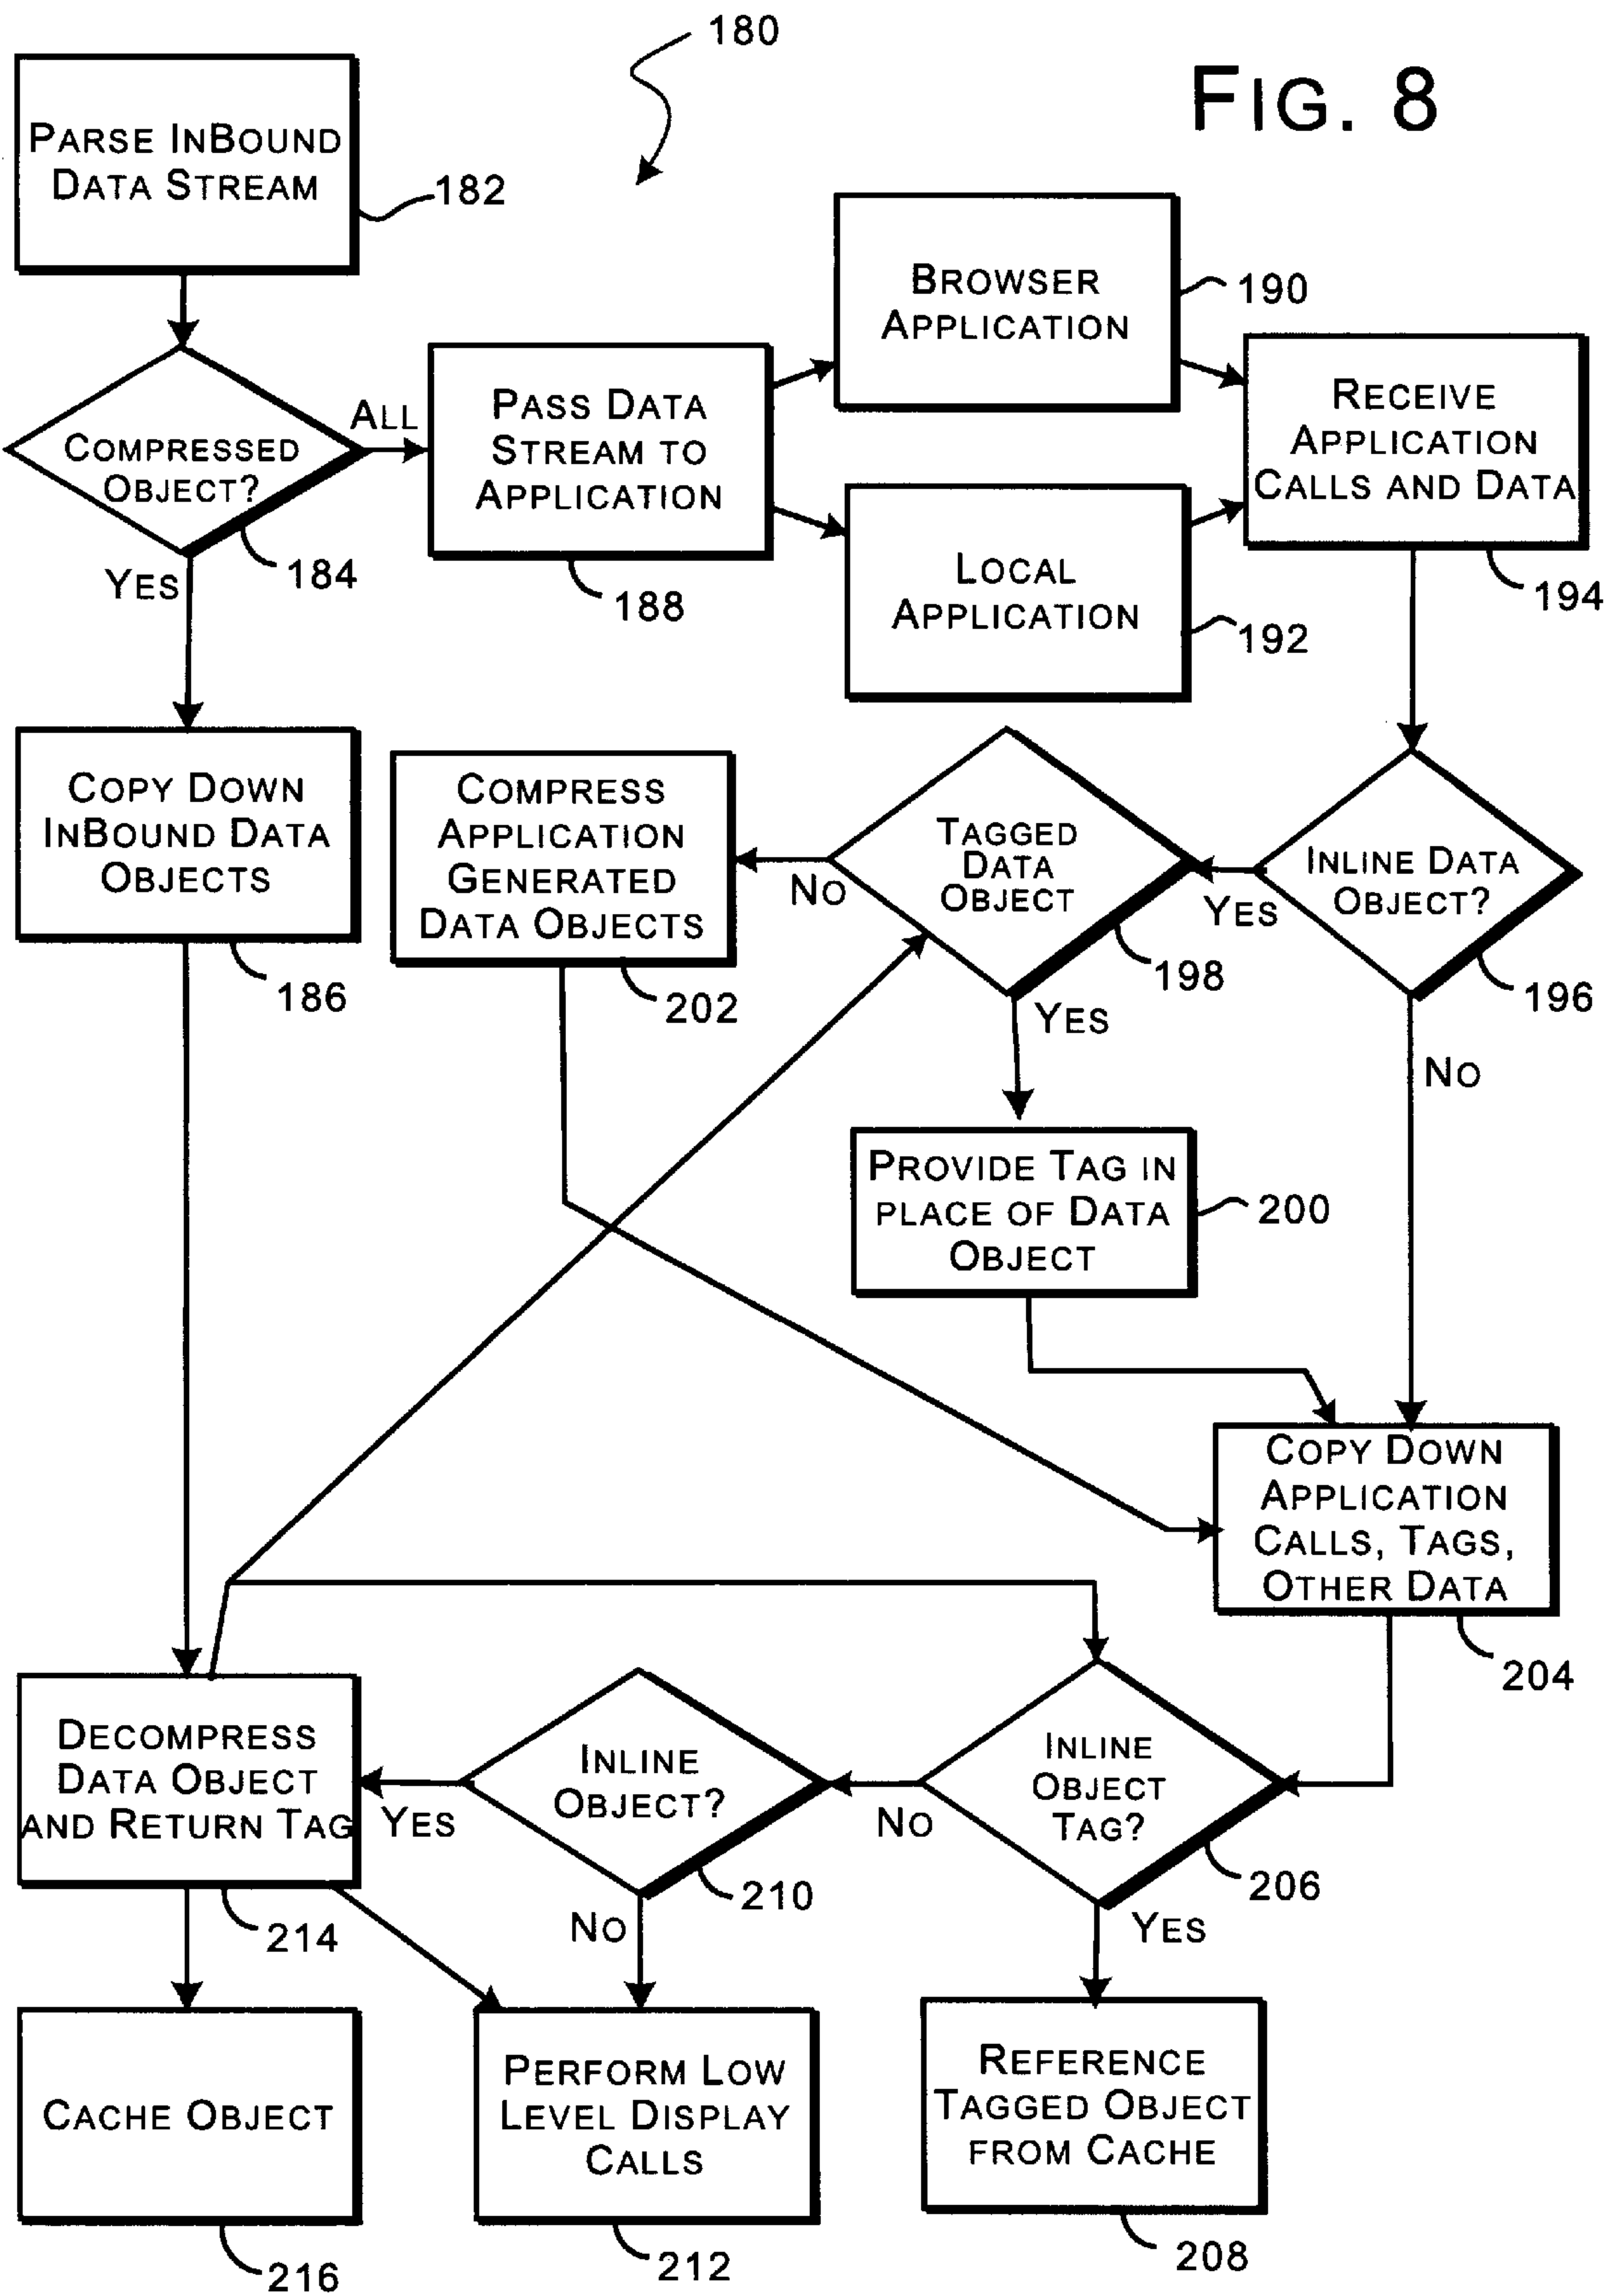 180
FIG. 8
PARSE INBOUND
DATA STREAM
182
BROWSER
APPLICATION
190
COMPRESSED
OBJECT?
184
ALL
YES
PASS DATA
STREAM TO
APPLICATION
188
LOCAL
APPLICATION
192
RECEIVE
APPLICATION
CALLS AND DATA
194
COPY DOWN
INBOUND DATA
OBJECTS
186
COMPRESS
APPLICATION
GENERATED
DATA OBJECTS
202
TAGGED
DATA
OBJECT
198
NO
YES
INLINE DATA
OBJECT?
196
YES
NO
PROVIDE TAG IN
PLACE OF DATA
OBJECT
200
COPY DOWN
APPLICATION
CALLS, TAGS,
OTHER DATA
204
DECOMPRESS
DATA OBJECT
AND RETURN TAG
214
INLINE
OBJECT?
210
YES
NO
INLINE
OBJECT
TAG?
206
NO
YES
CACHE OBJECT
216
PERFORM LOW
LEVEL DISPLAY
CALLS
212
REFERENCE
TAGGED OBJECT
FROM CACHE
208